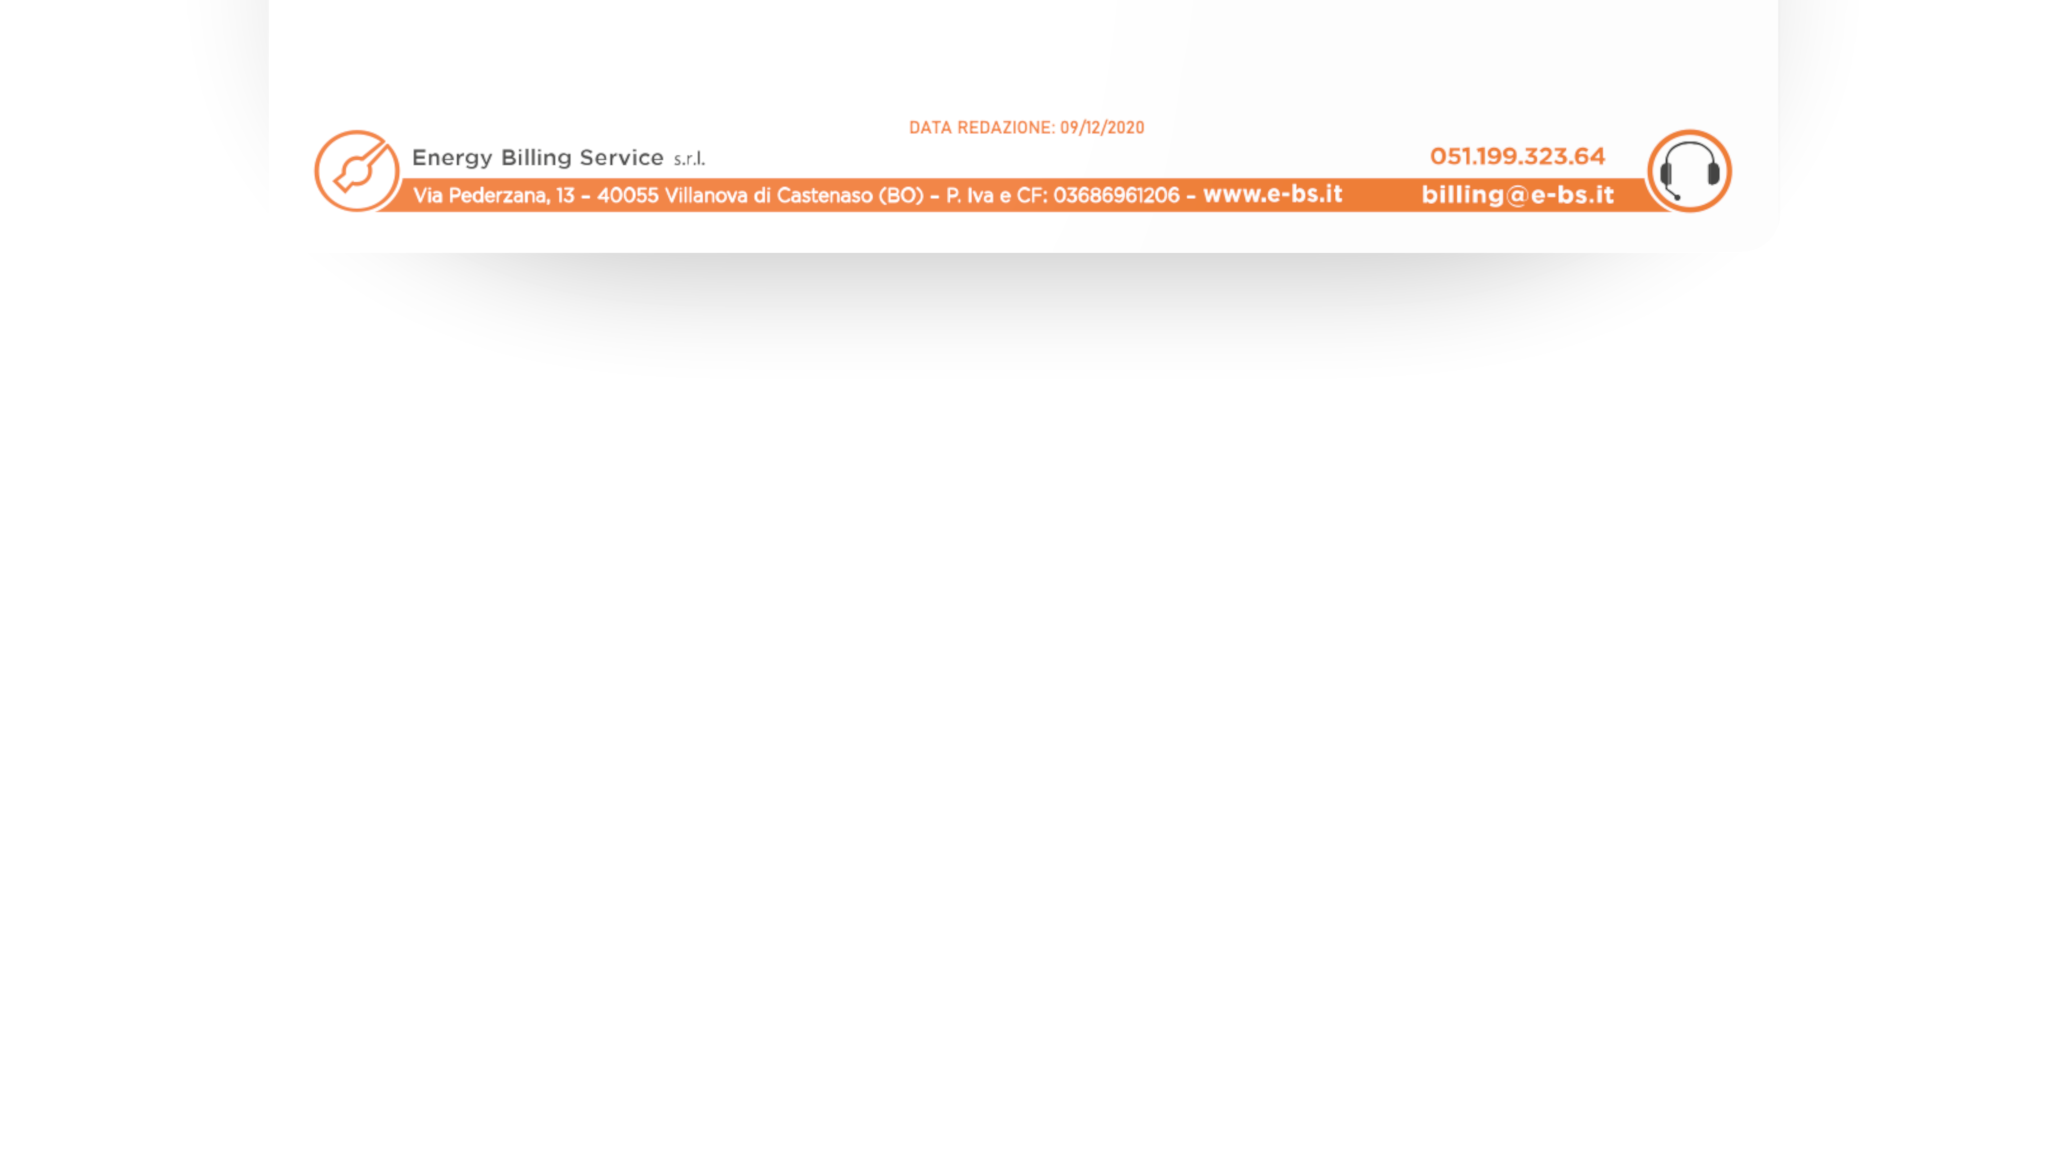 DATA REDAZIONE: 09/12/2020
Energy Billing Service s.r.l.
051.199.323.64
Via Pederzana, 13 – 40055 Villanova di Castenaso (BO) – P. Iva e CF: 03686961206 – www.e-bs.it
billing@e-bs.it